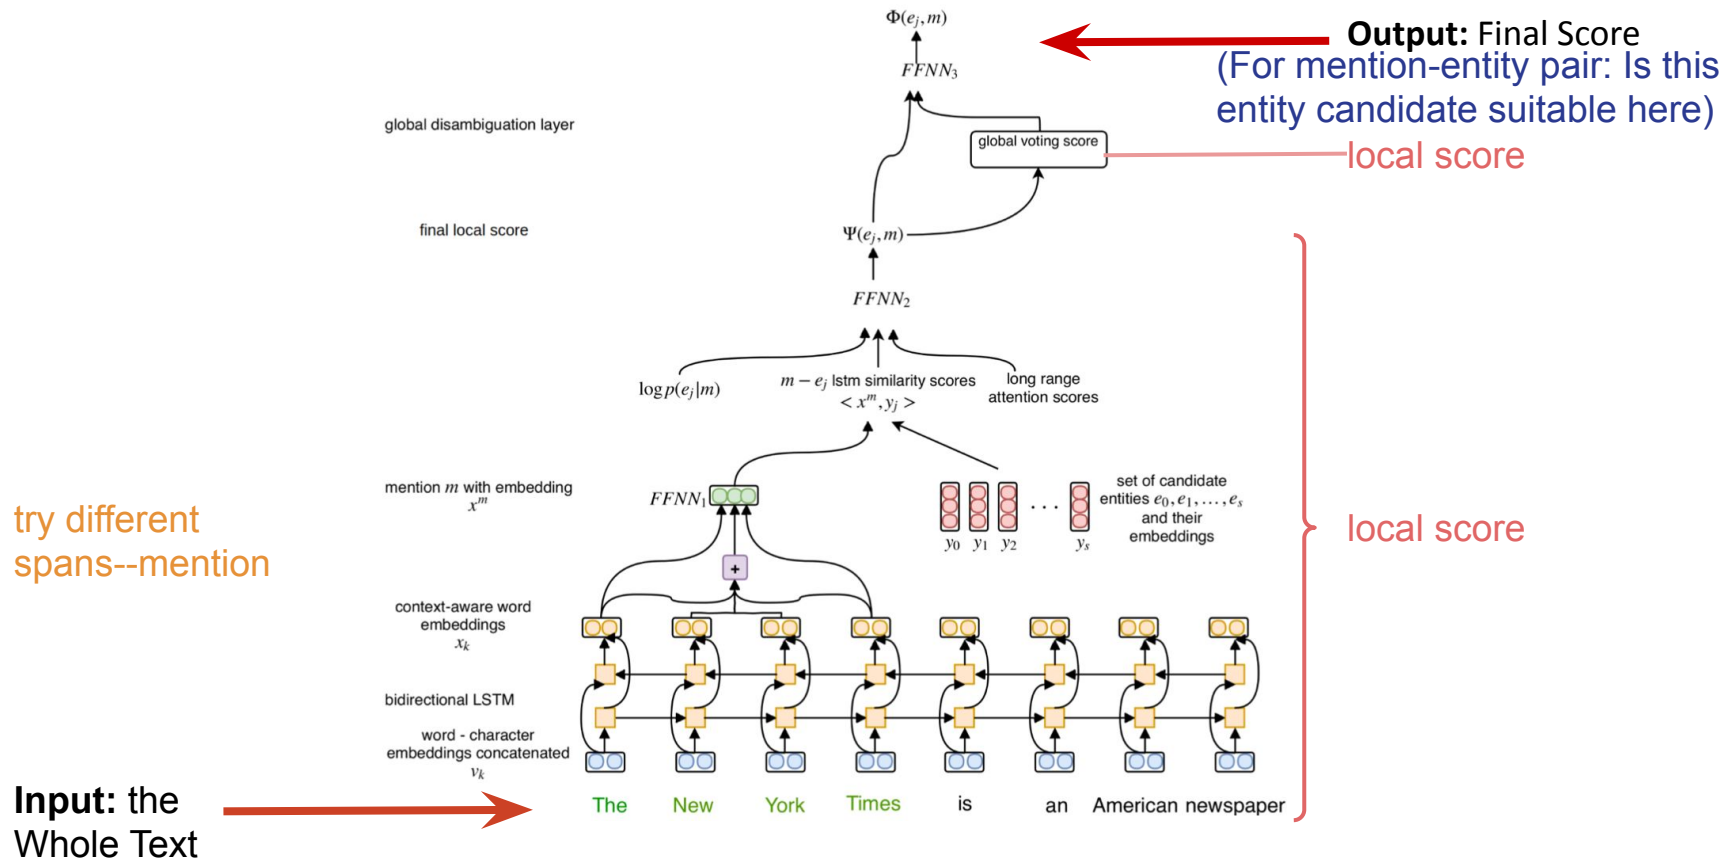 Φ(e_j, m)
Output: Final Score
(For mention-entity pair: Is this
entity candidate suitable here)
FFNN_3
global disambiguation layer
global voting score
local score
final local score
Ψ(e_j, m)
FFNN_2
log p(e_j|m)
m − e_j lstm similarity scores
< x^m, y_j >
long range
attention scores
mention m with embedding
x^m
FFNN_1
set of candidate
entities e_0, e_1, ..., e_s
and their
embeddings
. . .
y_0 y_1 y_2 y_s
try different
spans--mention
local score
+
context-aware word
embeddings
x_k
bidirectional LSTM
word - character
embeddings concatenated
v_k
Input: the
Whole Text
The New York Times is an American newspaper